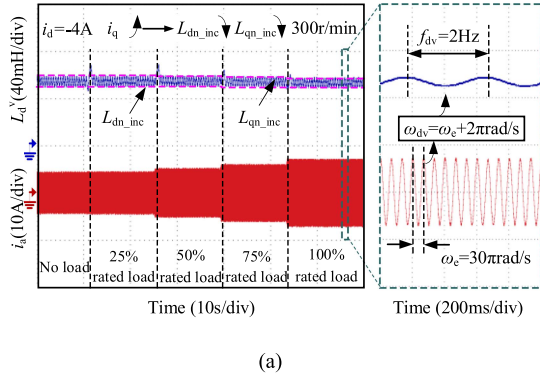 i_d=-4A i_q L_dn_inc L_qn_inc 300r/min
L_d^v(40mH/div)
L_dn_inc
L_qn_inc
i_a(10A/div)
No load
25%
rated load
50%
rated load
75%
rated load
100%
rated load
Time (10s/div)
f_dv=2Hz
ω_dv=ω_e+2πrad/s
ω_e=30πrad/s
Time (200ms/div)
(a)